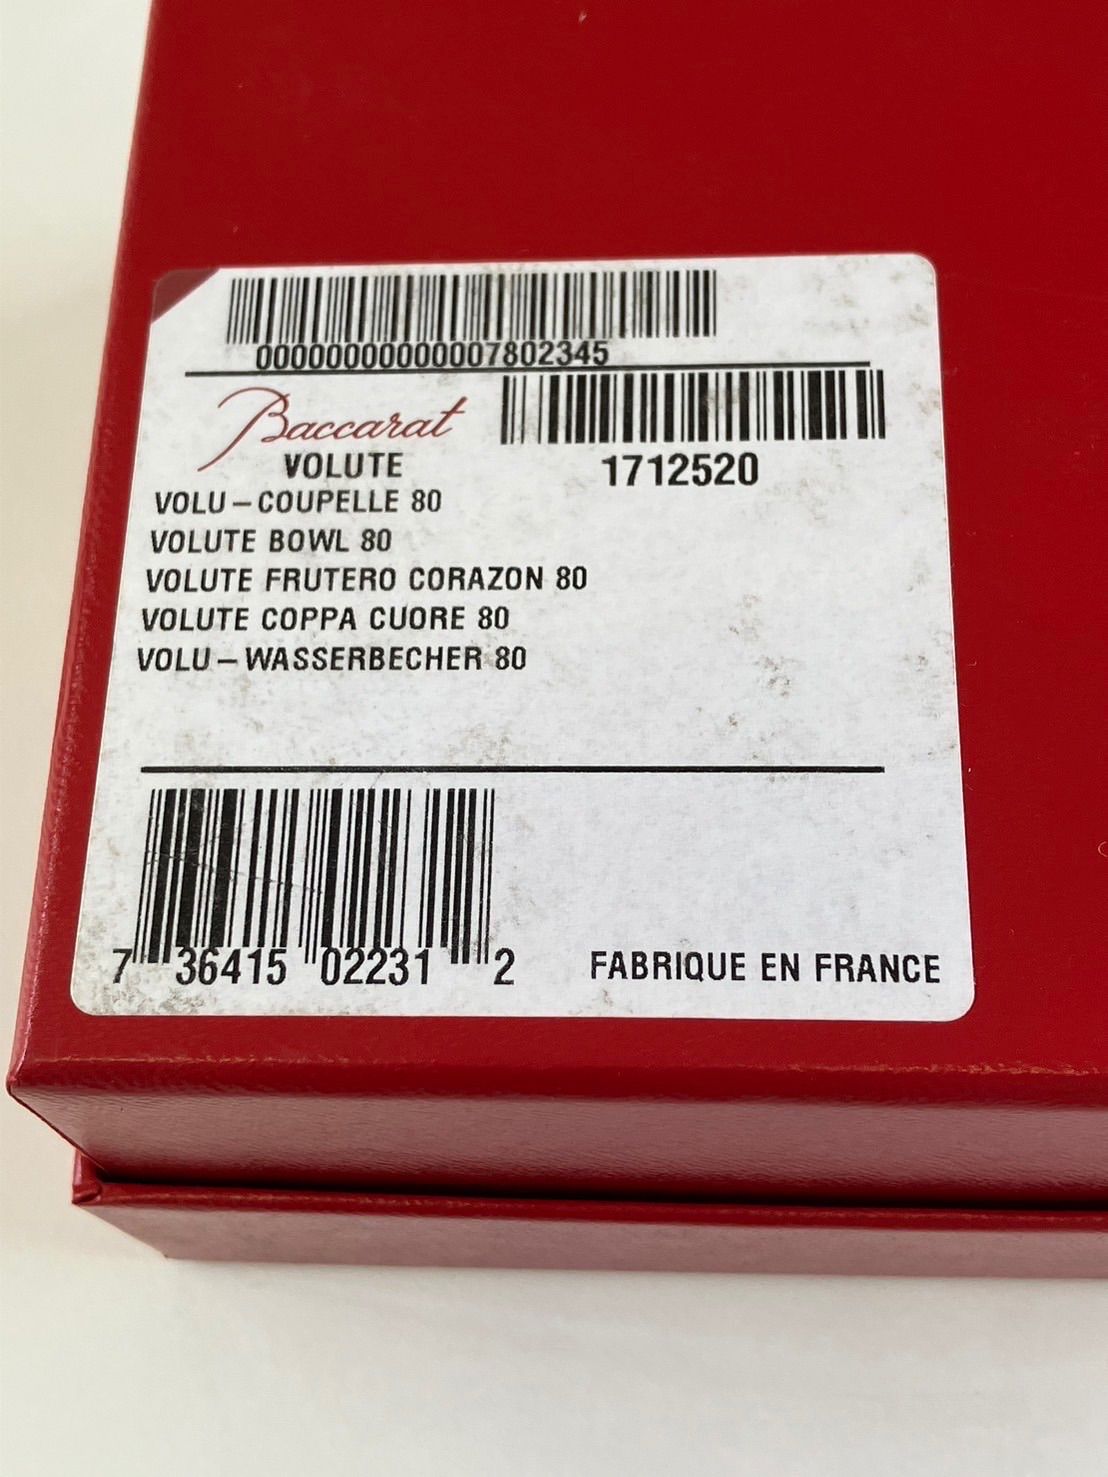 00000000000007802345
Baccarat
VOLUTE
1712520
VOLU-COUPELLE 80
VOLUTE BOWL 80
VOLUTE FRUTERO CORAZON 80
VOLUTE COPPA CUORE 80
VOLU-WASSERBECHER 80
7 36415 02231 2
FABRIQUE EN FRANCE